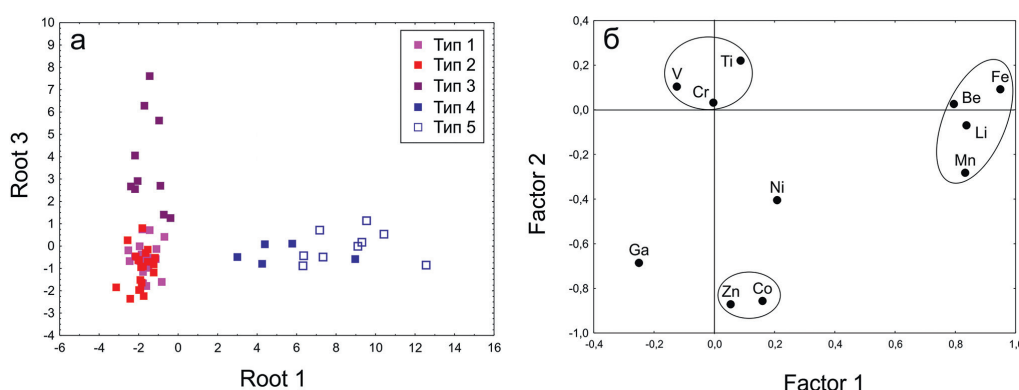 а
10
9
8
7
6
5
4
3
2
1
0
-1
-2
-3
-4
-6 -4 -2 0 2 4 6 8 10 12 14 16
Root 3
Root 1
Тип 1
Тип 2
Тип 3
Тип 4
Тип 5
б
0,4
0,2
0,0
-0,2
-0,4
-0,6
-0,8
-1,0
-0,4 -0,2 0,0 0,2 0,4 0,6 0,8 1,0
Factor 2
Factor 1
V
Ti
Cr
Fe
Be
Li
Mn
Ni
Ga
Zn
Co